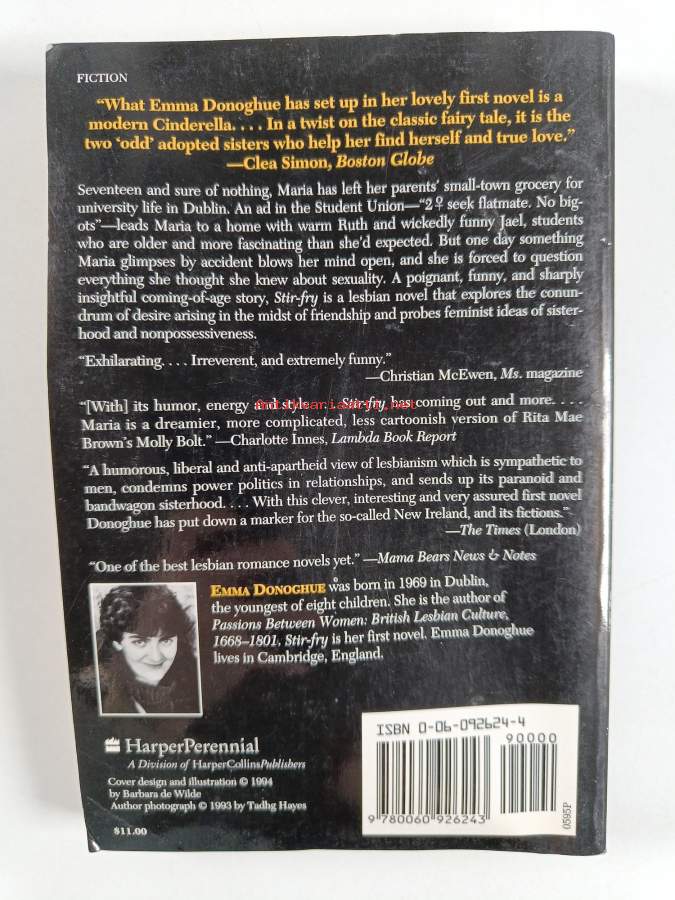 FICTION
“What Emma Donoghue has set up in her lovely first novel is a
modern Cinderella. . . . In a twist on the classic fairy tale, it is the
two ‘odd’ adopted sisters who help her find herself and true love.”
—Clea Simon, Boston Globe
Seventeen and sure of nothing, Maria has left her parents’ small-town grocery for
university life in Dublin. An ad in the Student Union—“2 ♀ seek flatmate. No big-
ots”—leads Maria to a home with warm Ruth and wickedly funny Jael, students
who are older and more fascinating than she’d expected. But one day something
Maria glimpses by accident blows her mind open, and she is forced to question
everything she thought she knew about sexuality. A poignant, funny, and sharply
insightful coming-of-age story, Stir-fry is a lesbian novel that explores the conun-
drum of desire arising in the midst of friendship and probes feminist ideas of sister-
hood and nonpossessiveness.
“Exhilarating. . . . Irreverent, and extremely funny.”
—Christian McEwen, Ms. magazine
“[With] its humor, energy and style . . . Stir-fry, has coming out and more. . . .
Maria is a dreamier, more complicated, less cartoonish version of Rita Mae
Brown’s Molly Bolt.” —Charlotte Innes, Lambda Book Report
“A humorous, liberal and anti-apartheid view of lesbianism which is sympathetic to
men, condemns power politics in relationships, and sends up its paranoid and
bandwagon sisterhood. . . . With this clever, interesting and very assured first novel
Donoghue has put down a marker for the so-called New Ireland, and its fictions.”
—The Times (London)
“One of the best lesbian romance novels yet.” —Mama Bears News & Notes
EMMA DONOGHUE was born in 1969 in Dublin,
the youngest of eight children. She is the author of
Passions Between Women: British Lesbian Culture,
1668–1801. Stir-fry is her first novel. Emma Donoghue
lives in Cambridge, England.
HarperPerennial
A Division of HarperCollinsPublishers
Cover design and illustration © 1994
by Barbara de Wilde
Author photograph © 1993 by Tadhg Hayes
$11.00
ISBN 0-06-092624-4
90000
9 780060 926243
0595P